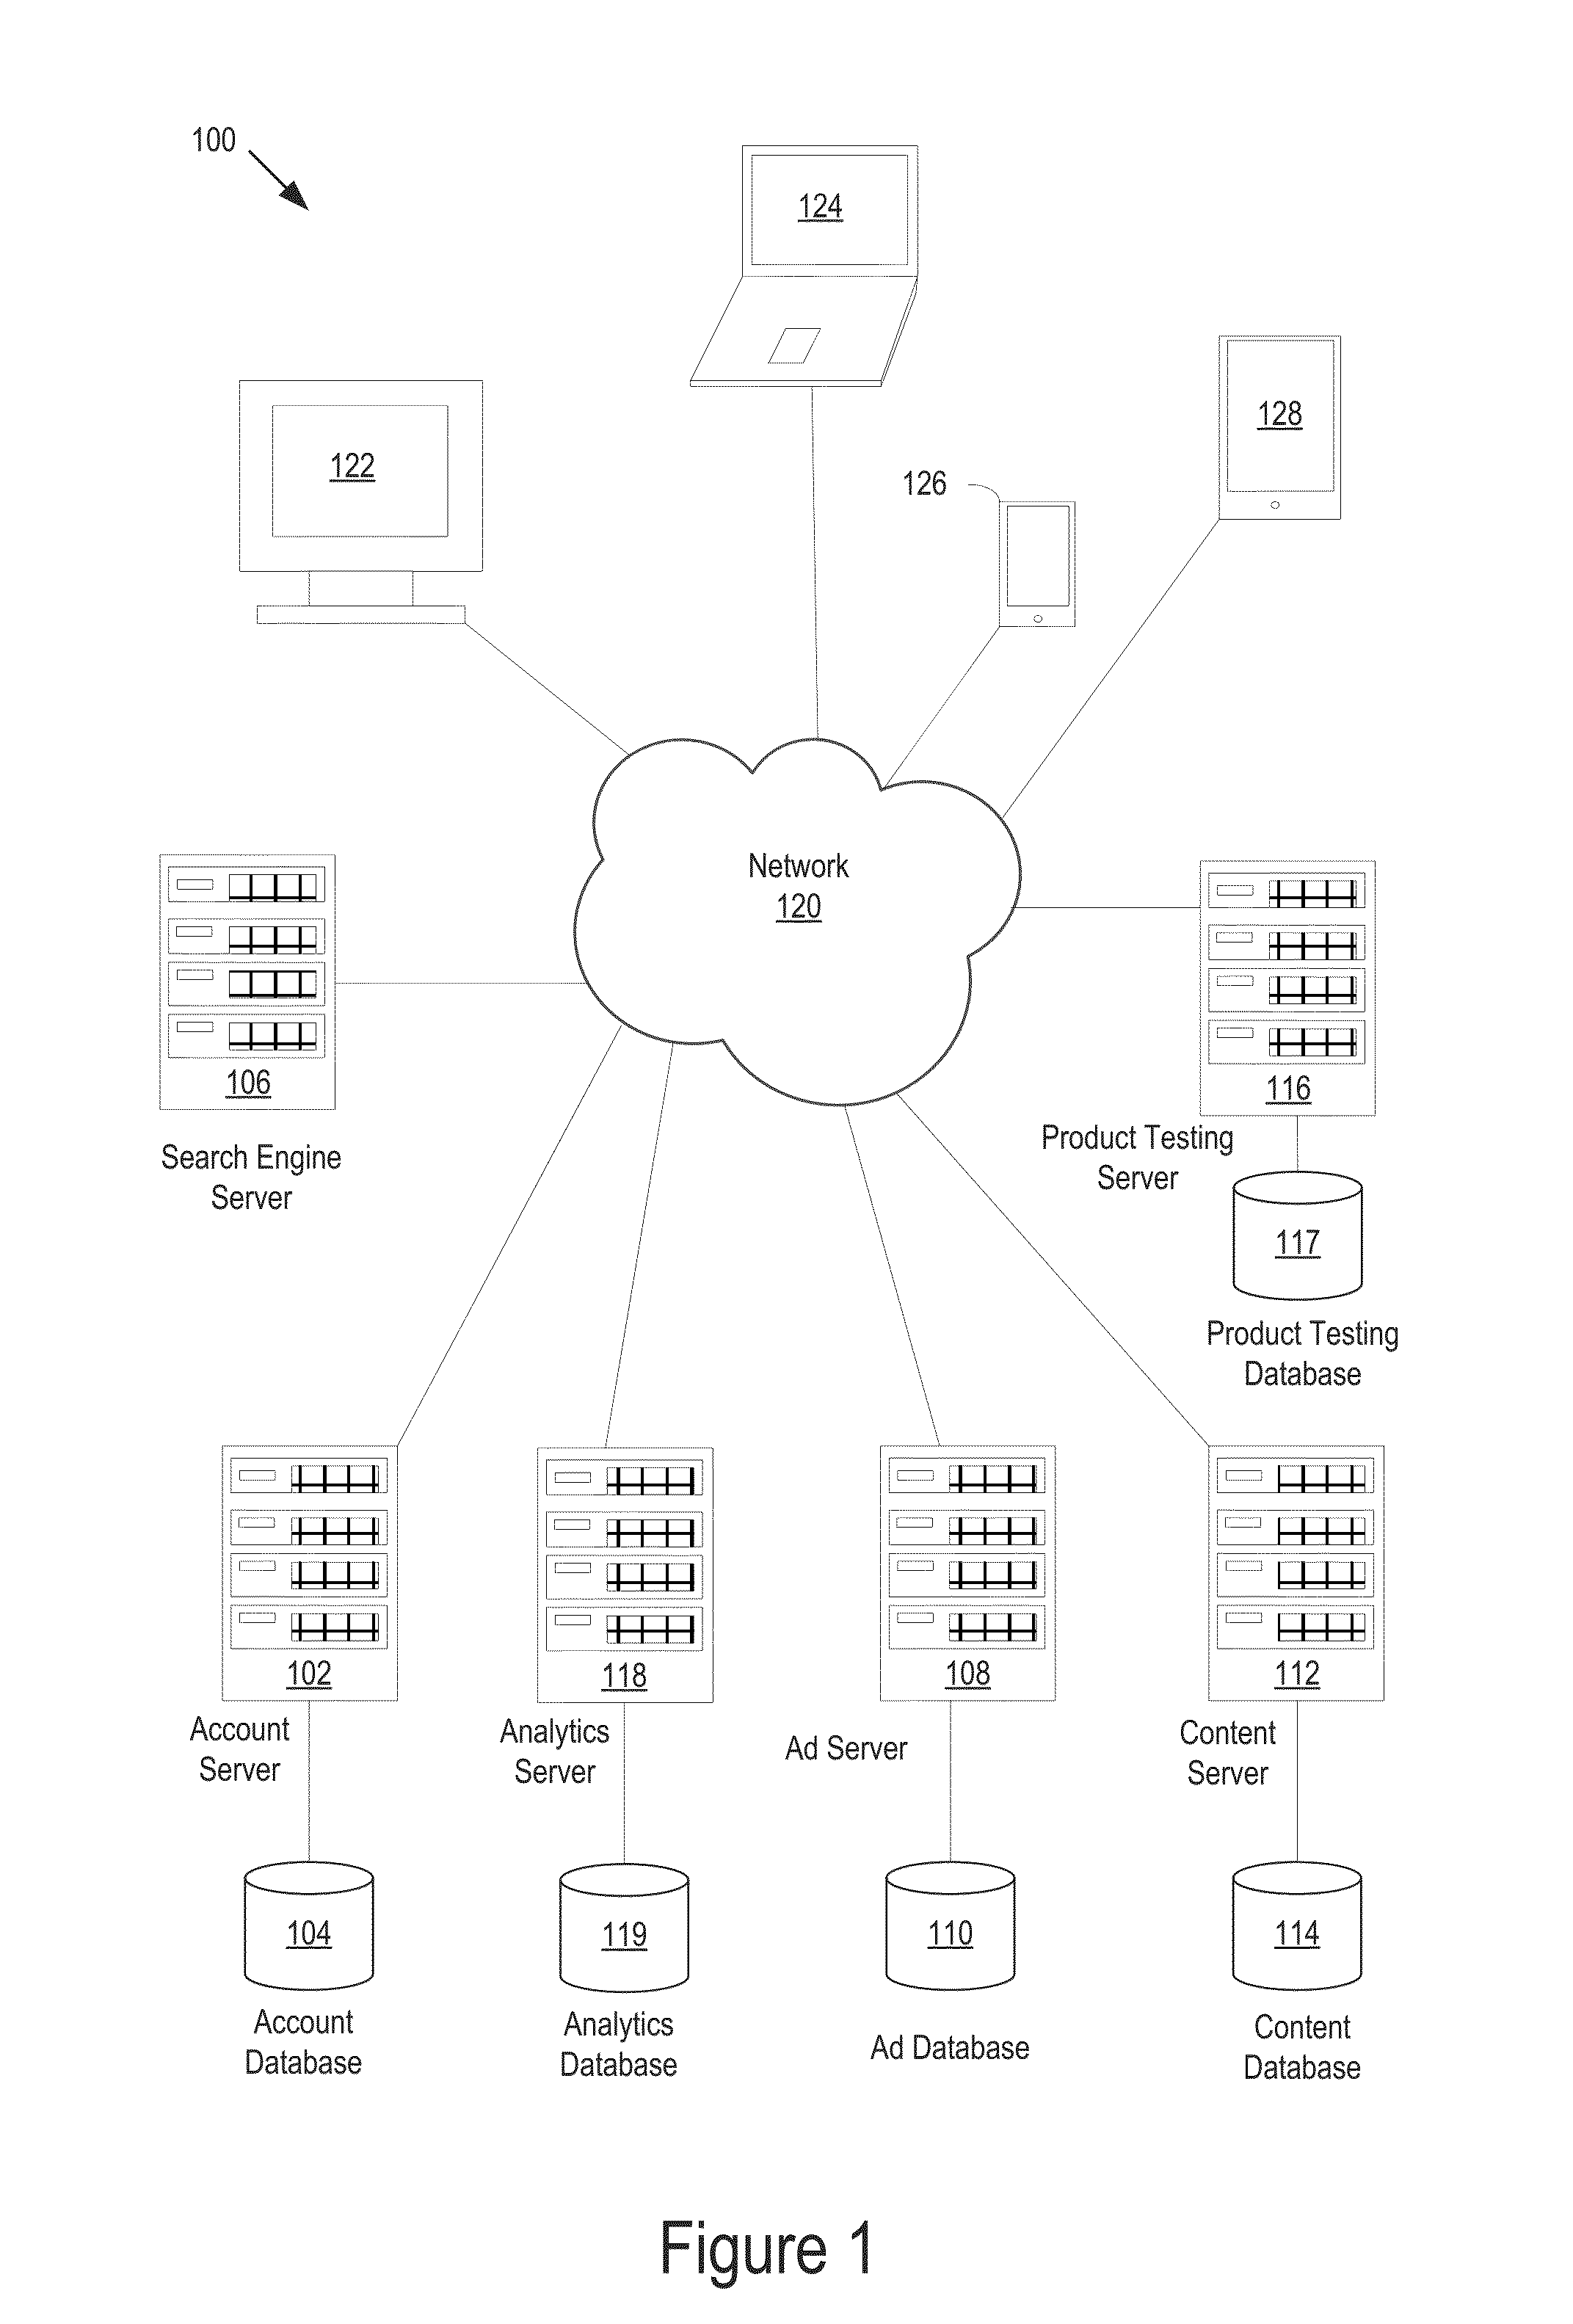 100
124
128
122
126
Network
120
106
Search Engine
Server
116
Product Testing
Server
117
Product Testing
Database
102
118
108
112
Account
Server
Analytics
Server
Ad Server
Content
Server
104
119
110
114
Account
Database
Analytics
Database
Ad Database
Content
Database
Figure 1